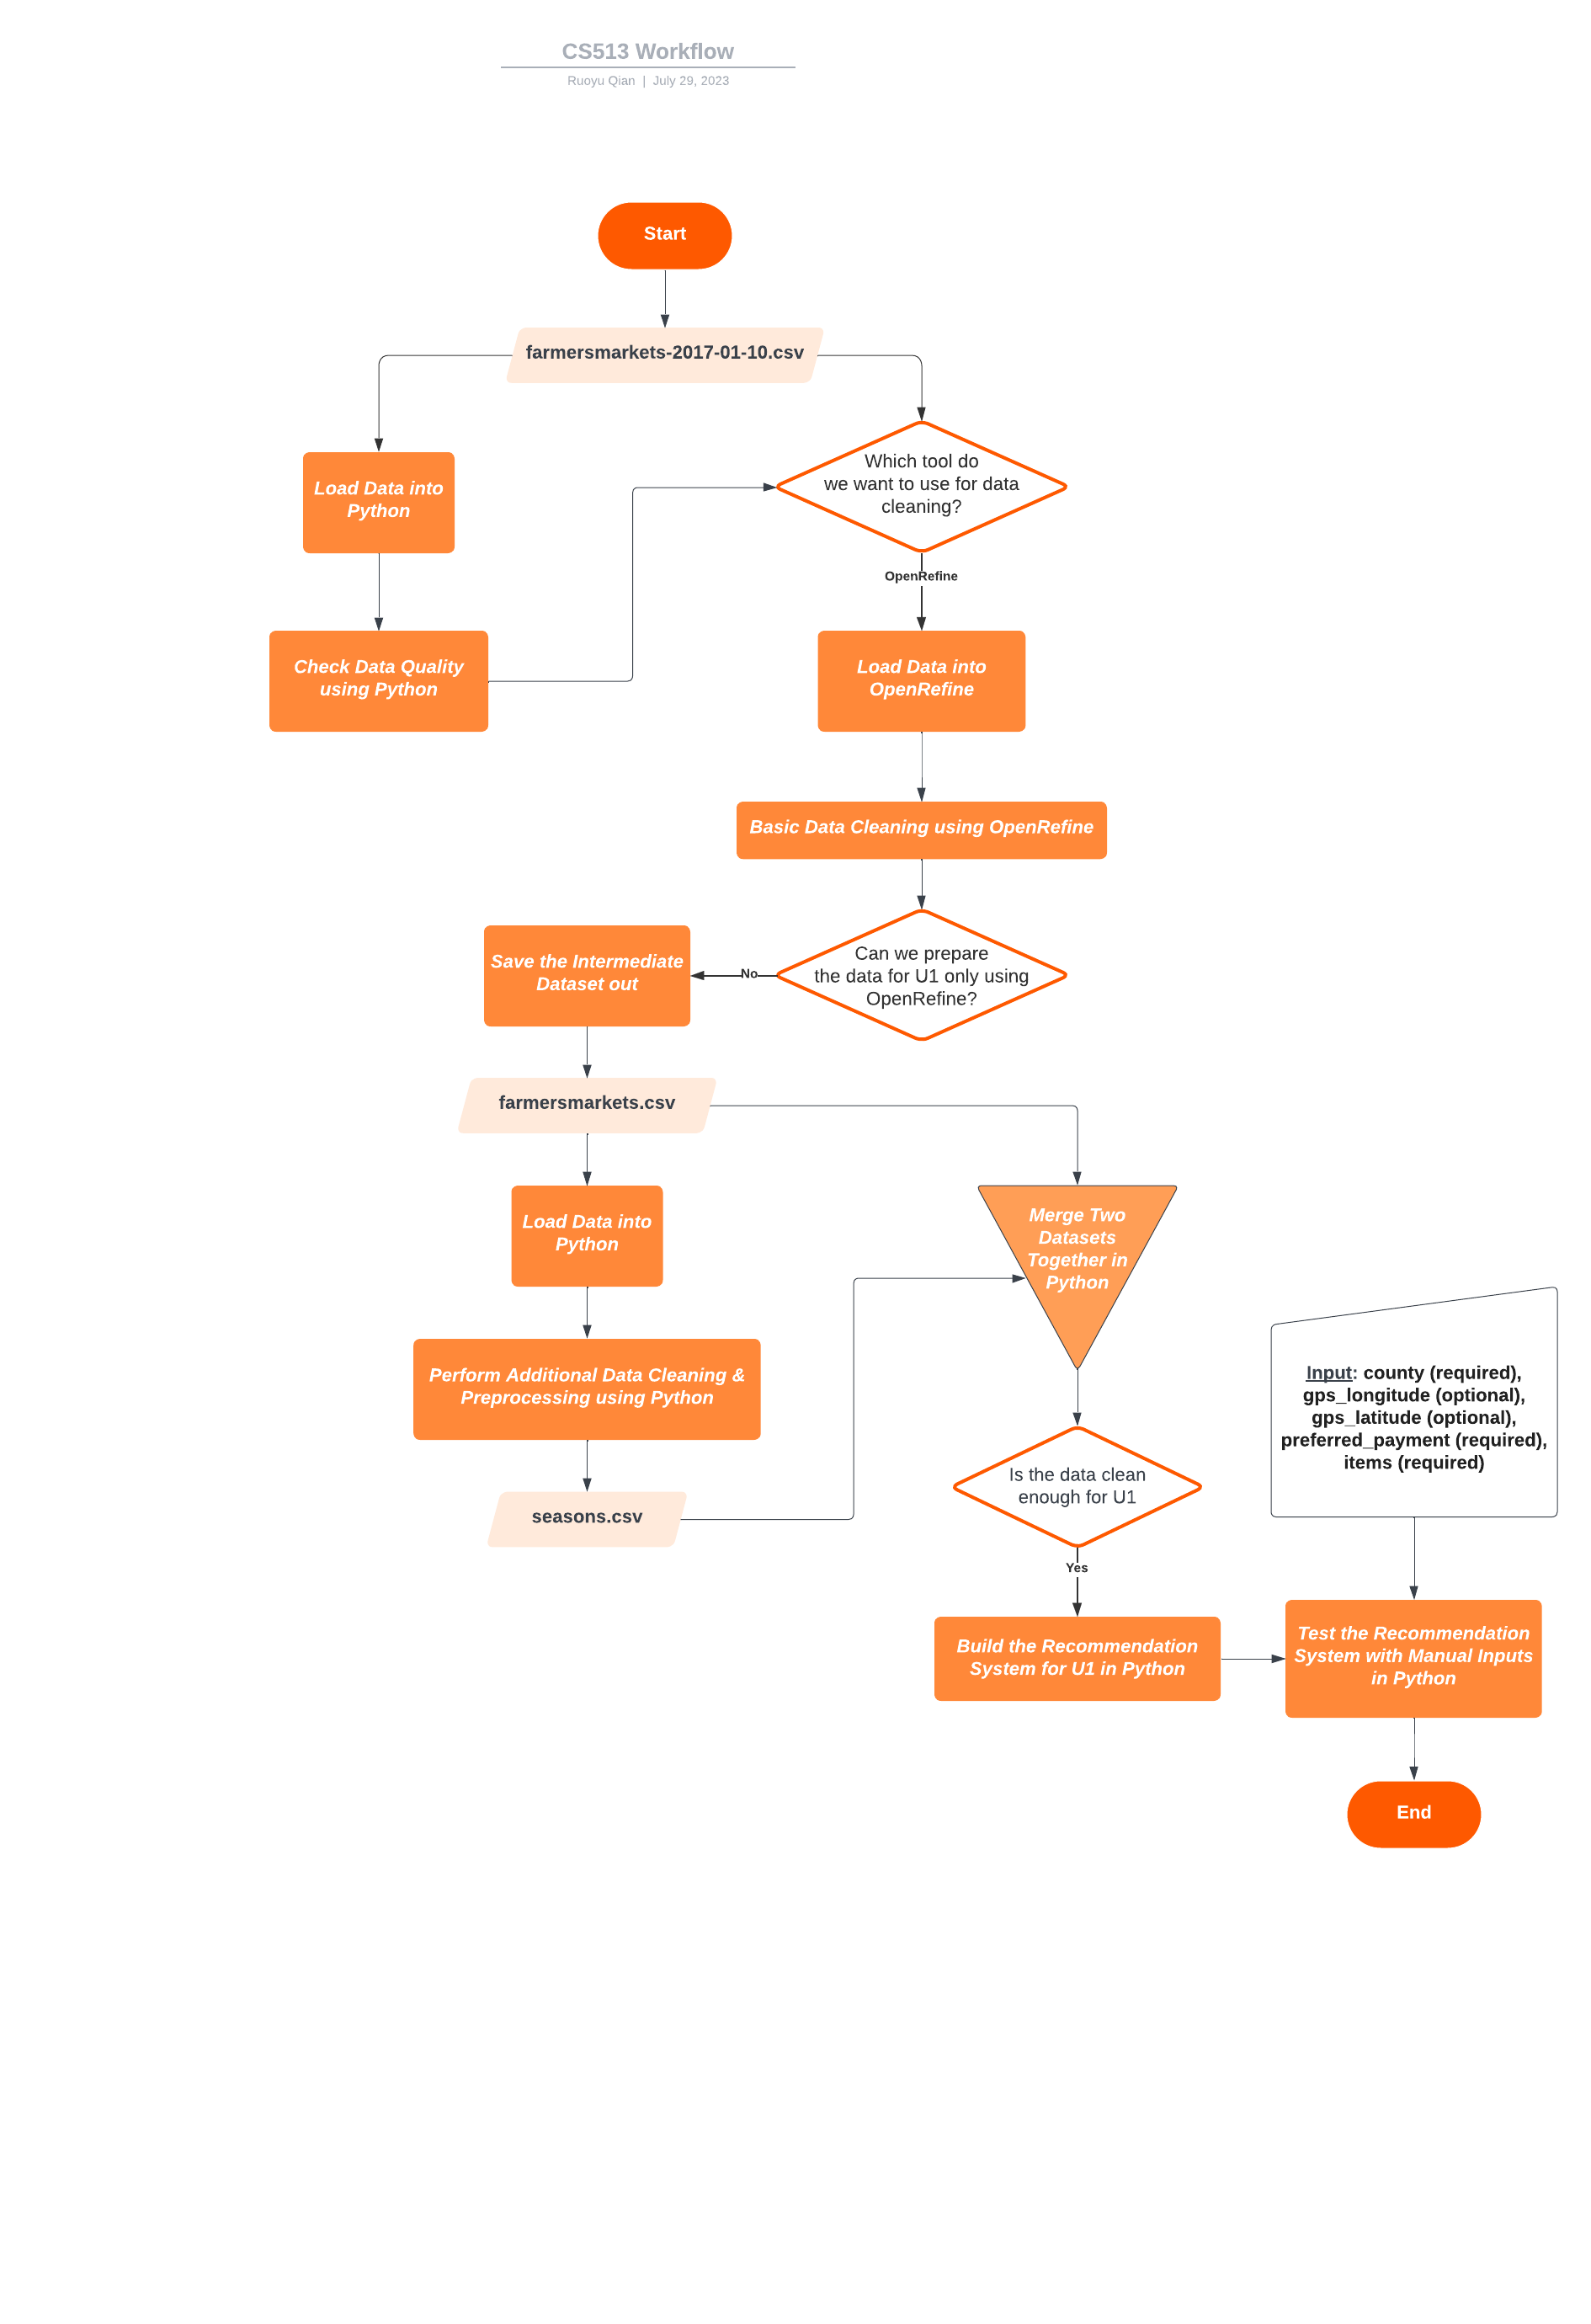 CS513 Workflow
Ruoyu Qian | July 29, 2023
Start
farmersmarkets-2017-01-10.csv
Load Data into
Python
Which tool do
we want to use for data
cleaning?
OpenRefine
Check Data Quality
using Python
Load Data into
OpenRefine
Basic Data Cleaning using OpenRefine
Can we prepare
the data for U1 only using
OpenRefine?
No
Save the Intermediate
Dataset out
farmersmarkets.csv
Load Data into
Python
Merge Two
Datasets
Together in
Python
Perform Additional Data Cleaning &
Preprocessing using Python
Input: county (required),
gps_longitude (optional),
gps_latitude (optional),
preferred_payment (required),
items (required)
seasons.csv
Is the data clean
enough for U1
Yes
Build the Recommendation
System for U1 in Python
Test the Recommendation
System with Manual Inputs
in Python
End